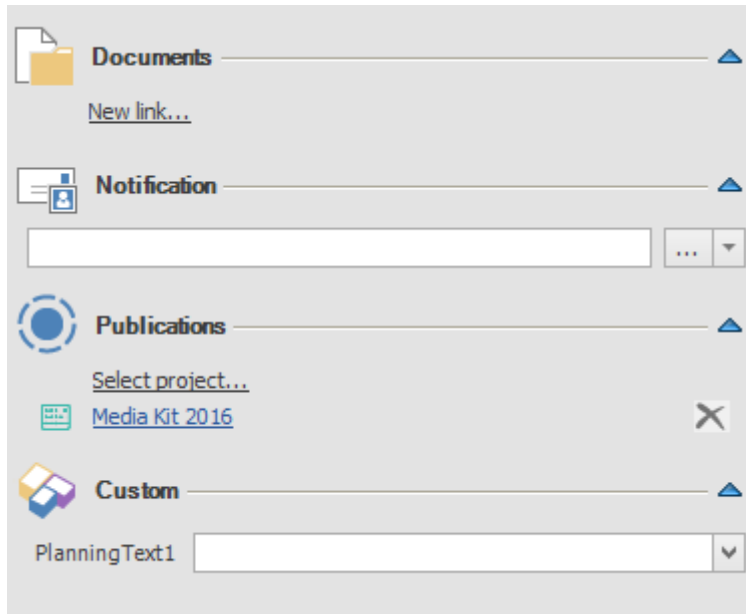 Documents
New link...
Notification
...
Publications
Select project...
Media Kit 2016
Custom
PlanningText1